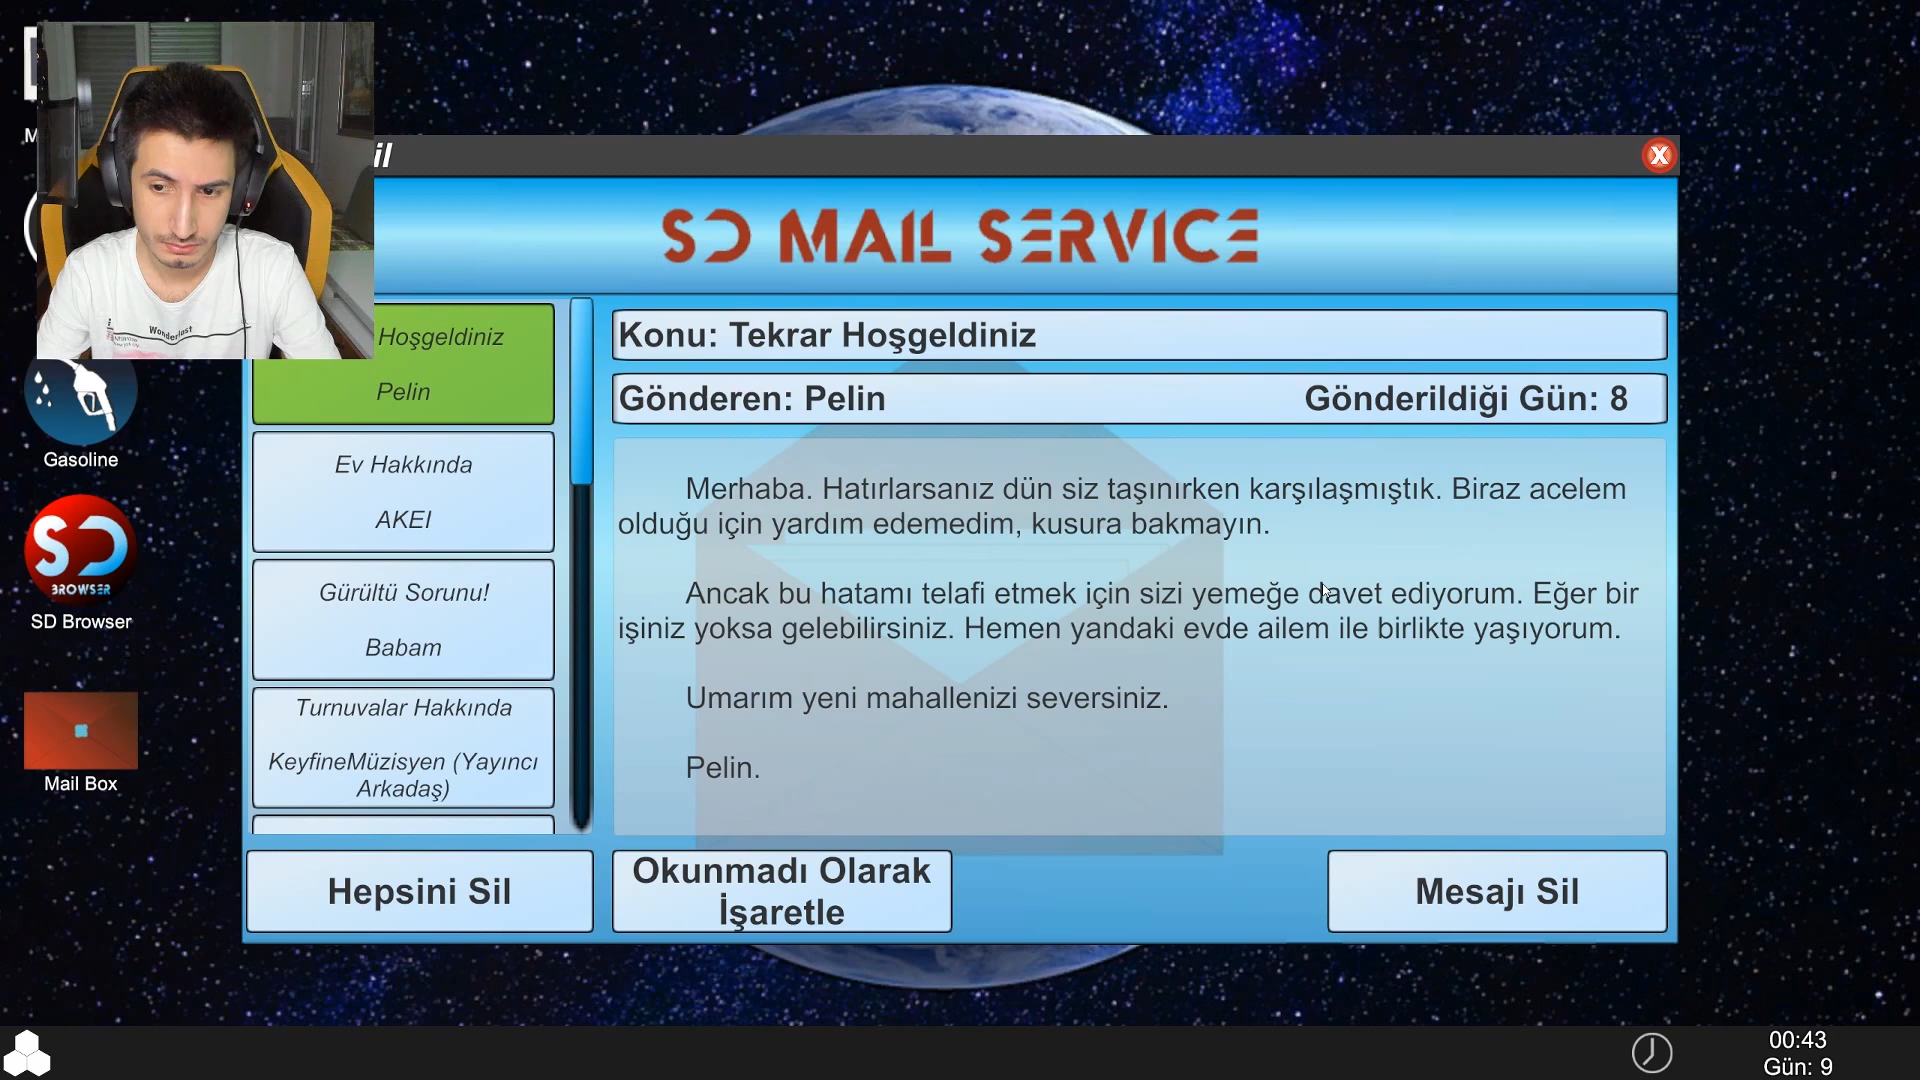 il
SD MAIL SERVICE
Hoşgeldiniz
Pelin
Ev Hakkında
AKEI
Gürültü Sorunu!
Babam
Turnuvalar Hakkında
KeyfineMüzisyen (Yayıncı
Arkadaş)
Konu: Tekrar Hoşgeldiniz
Gönderen: Pelin
Gönderildiği Gün: 8
Merhaba. Hatırlarsanız dün siz taşınırken karşılaşmıştık. Biraz acelem
olduğu için yardım edemedim, kusura bakmayın.
Ancak bu hatamı telafi etmek için sizi yemeğe davet ediyorum. Eğer bir
işiniz yoksa gelebilirsiniz. Hemen yandaki evde ailem ile birlikte yaşıyorum.
Umarım yeni mahallenizi seversiniz.
Pelin.
Hepsini Sil
Okunmadı Olarak
İşaretle
Mesajı Sil
M
Gasoline
SD
BROWSER
SD Browser
Mail Box
Wonderlust
00:43
Gün: 9